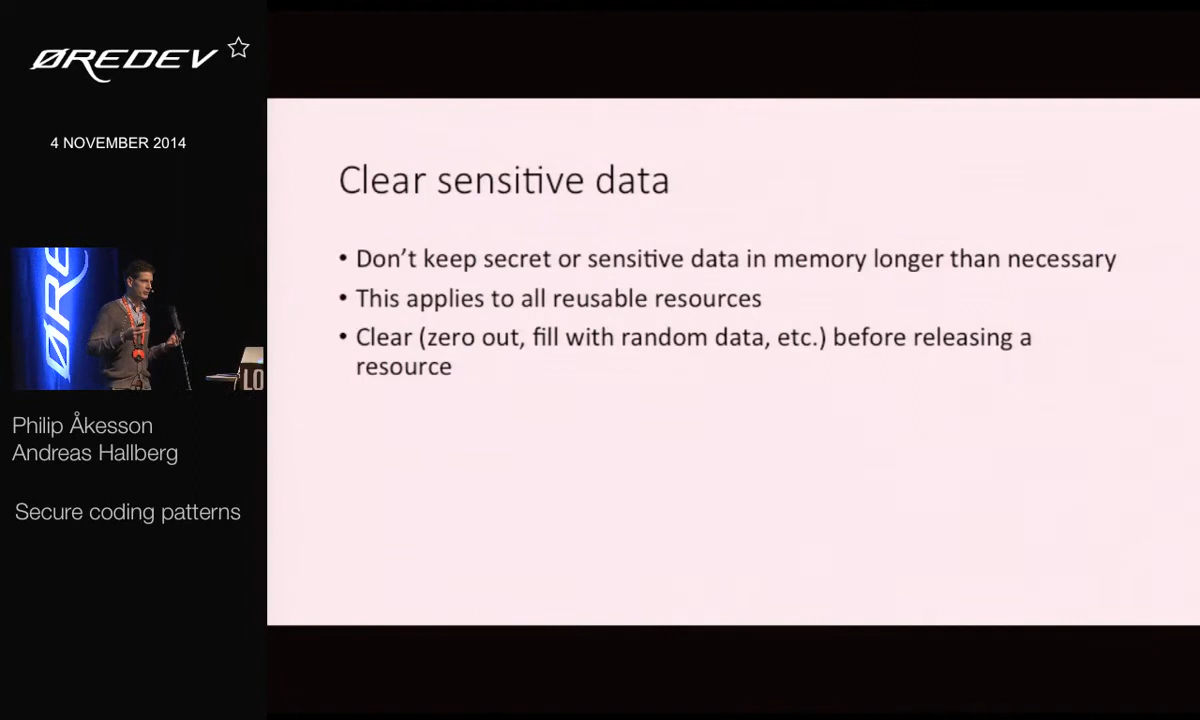 ØREDEV
4 NOVEMBER 2014
ØRE
LO
Philip Åkesson
Andreas Hallberg
Secure coding patterns
Clear sensitive data
• Don’t keep secret or sensitive data in memory longer than necessary
• This applies to all reusable resources
• Clear (zero out, fill with random data, etc.) before releasing a
resource